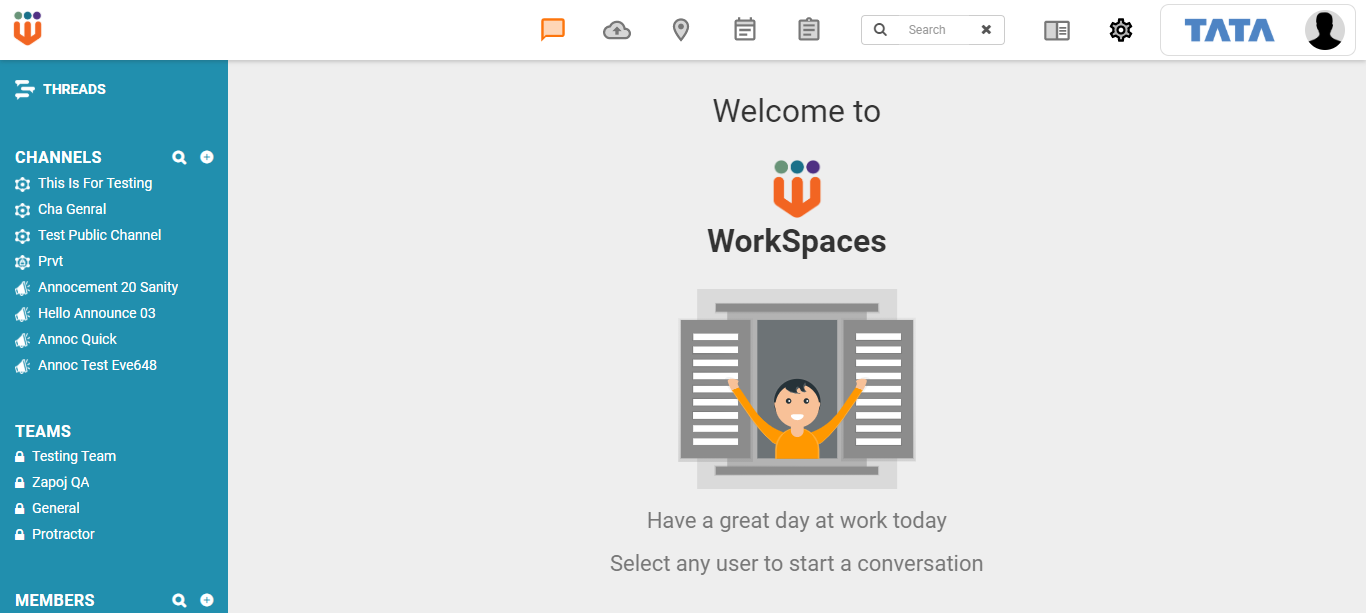 Search
TATA
THREADS
CHANNELS
This Is For Testing
Cha Genral
Test Public Channel
Prvt
Annocement 20 Sanity
Hello Announce 03
Annoc Quick
Annoc Test Eve648
TEAMS
Testing Team
Zapoj QA
General
Protractor
MEMBERS
Welcome to
WorkSpaces
Have a great day at work today
Select any user to start a conversation